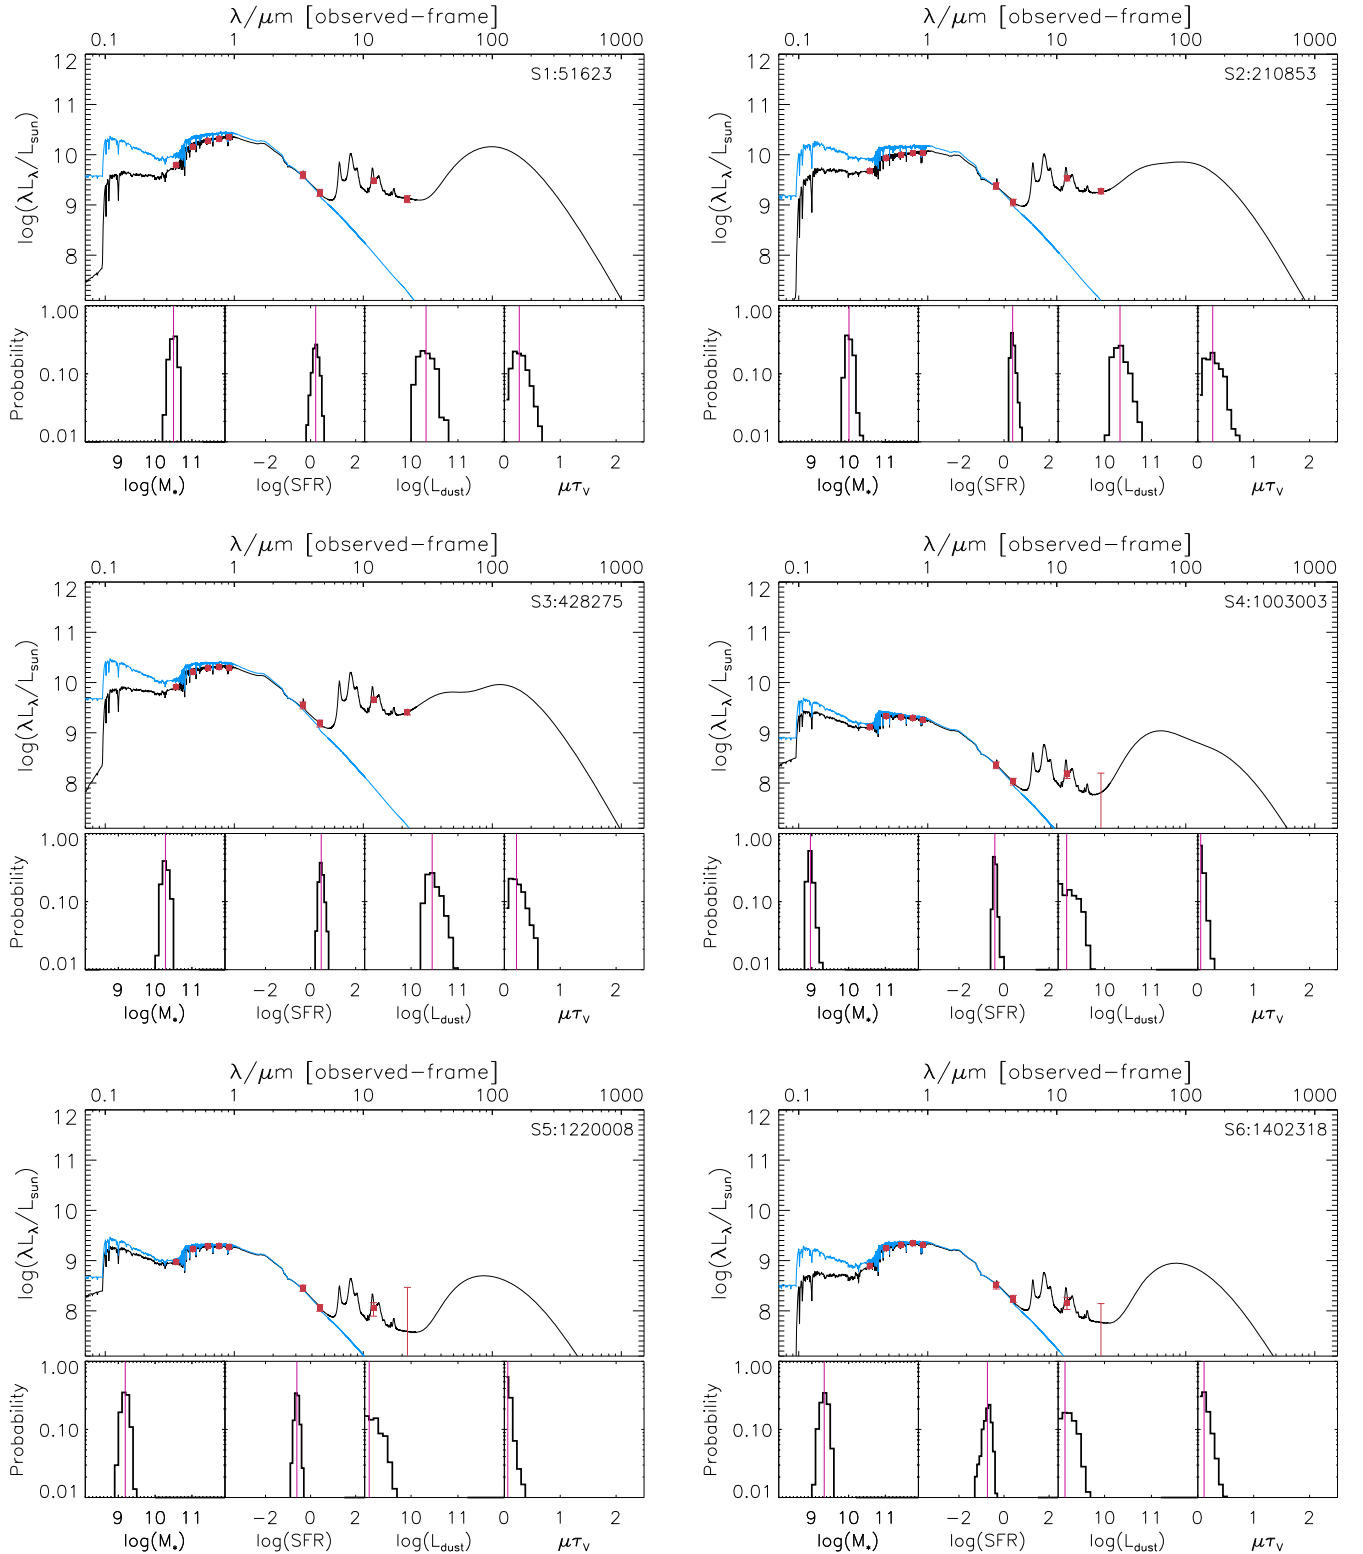 λ/μm [observed-frame]
0.1 1 10 100 1000
S1:51623
12
11
10
9
8
log(λL_λ/L_sun)
1.00
0.10
0.01
Probability
9 10 11 -2 0 2 10 11 0 1 2
log(M_*) log(SFR) log(L_dust) μτ_V
λ/μm [observed-frame]
0.1 1 10 100 1000
S2:210853
12
11
10
9
8
log(λL_λ/L_sun)
1.00
0.10
0.01
Probability
9 10 11 -2 0 2 10 11 0 1 2
log(M_*) log(SFR) log(L_dust) μτ_V
λ/μm [observed-frame]
0.1 1 10 100 1000
S3:428275
12
11
10
9
8
log(λL_λ/L_sun)
1.00
0.10
0.01
Probability
9 10 11 -2 0 2 10 11 0 1 2
log(M_*) log(SFR) log(L_dust) μτ_V
λ/μm [observed-frame]
0.1 1 10 100 1000
S4:1003003
12
11
10
9
8
log(λL_λ/L_sun)
1.00
0.10
0.01
Probability
9 10 11 -2 0 2 10 11 0 1 2
log(M_*) log(SFR) log(L_dust) μτ_V
λ/μm [observed-frame]
0.1 1 10 100 1000
S5:1220008
12
11
10
9
8
log(λL_λ/L_sun)
1.00
0.10
0.01
Probability
9 10 11 -2 0 2 10 11 0 1 2
log(M_*) log(SFR) log(L_dust) μτ_V
λ/μm [observed-frame]
0.1 1 10 100 1000
S6:1402318
12
11
10
9
8
log(λL_λ/L_sun)
1.00
0.10
0.01
Probability
9 10 11 -2 0 2 10 11 0 1 2
log(M_*) log(SFR) log(L_dust) μτ_V